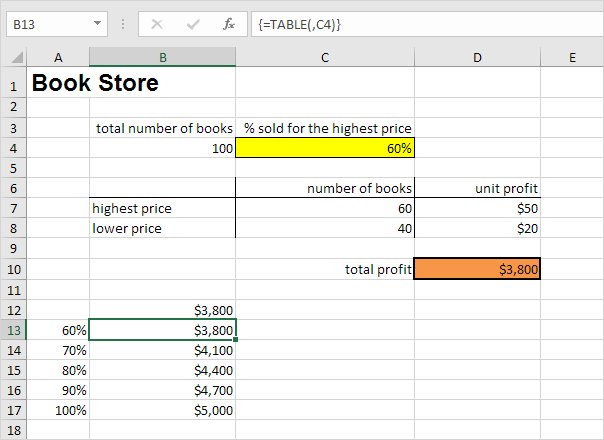 B13 fx {=TABLE(,C4)}
A B C D E
1 Book Store
2
3 total number of books % sold for the highest price
4 100 60%
5
6 number of books unit profit
7 highest price 60 $50
8 lower price 40 $20
9
10 total profit $3,800
11
12 $3,800
13 60% $3,800
14 70% $4,100
15 80% $4,400
16 90% $4,700
17 100% $5,000
18